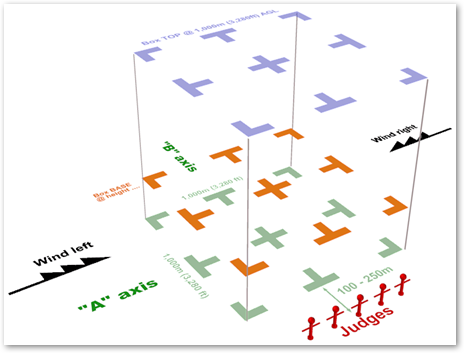 Box TOP @ 1,000m (3,280ft) AGL
Wind right
"B" axis
Box BASE
@ height
1,000m (3,280 ft)
Wind left
1,000m (3,280 ft)
"A" axis
100 - 250m
Judges